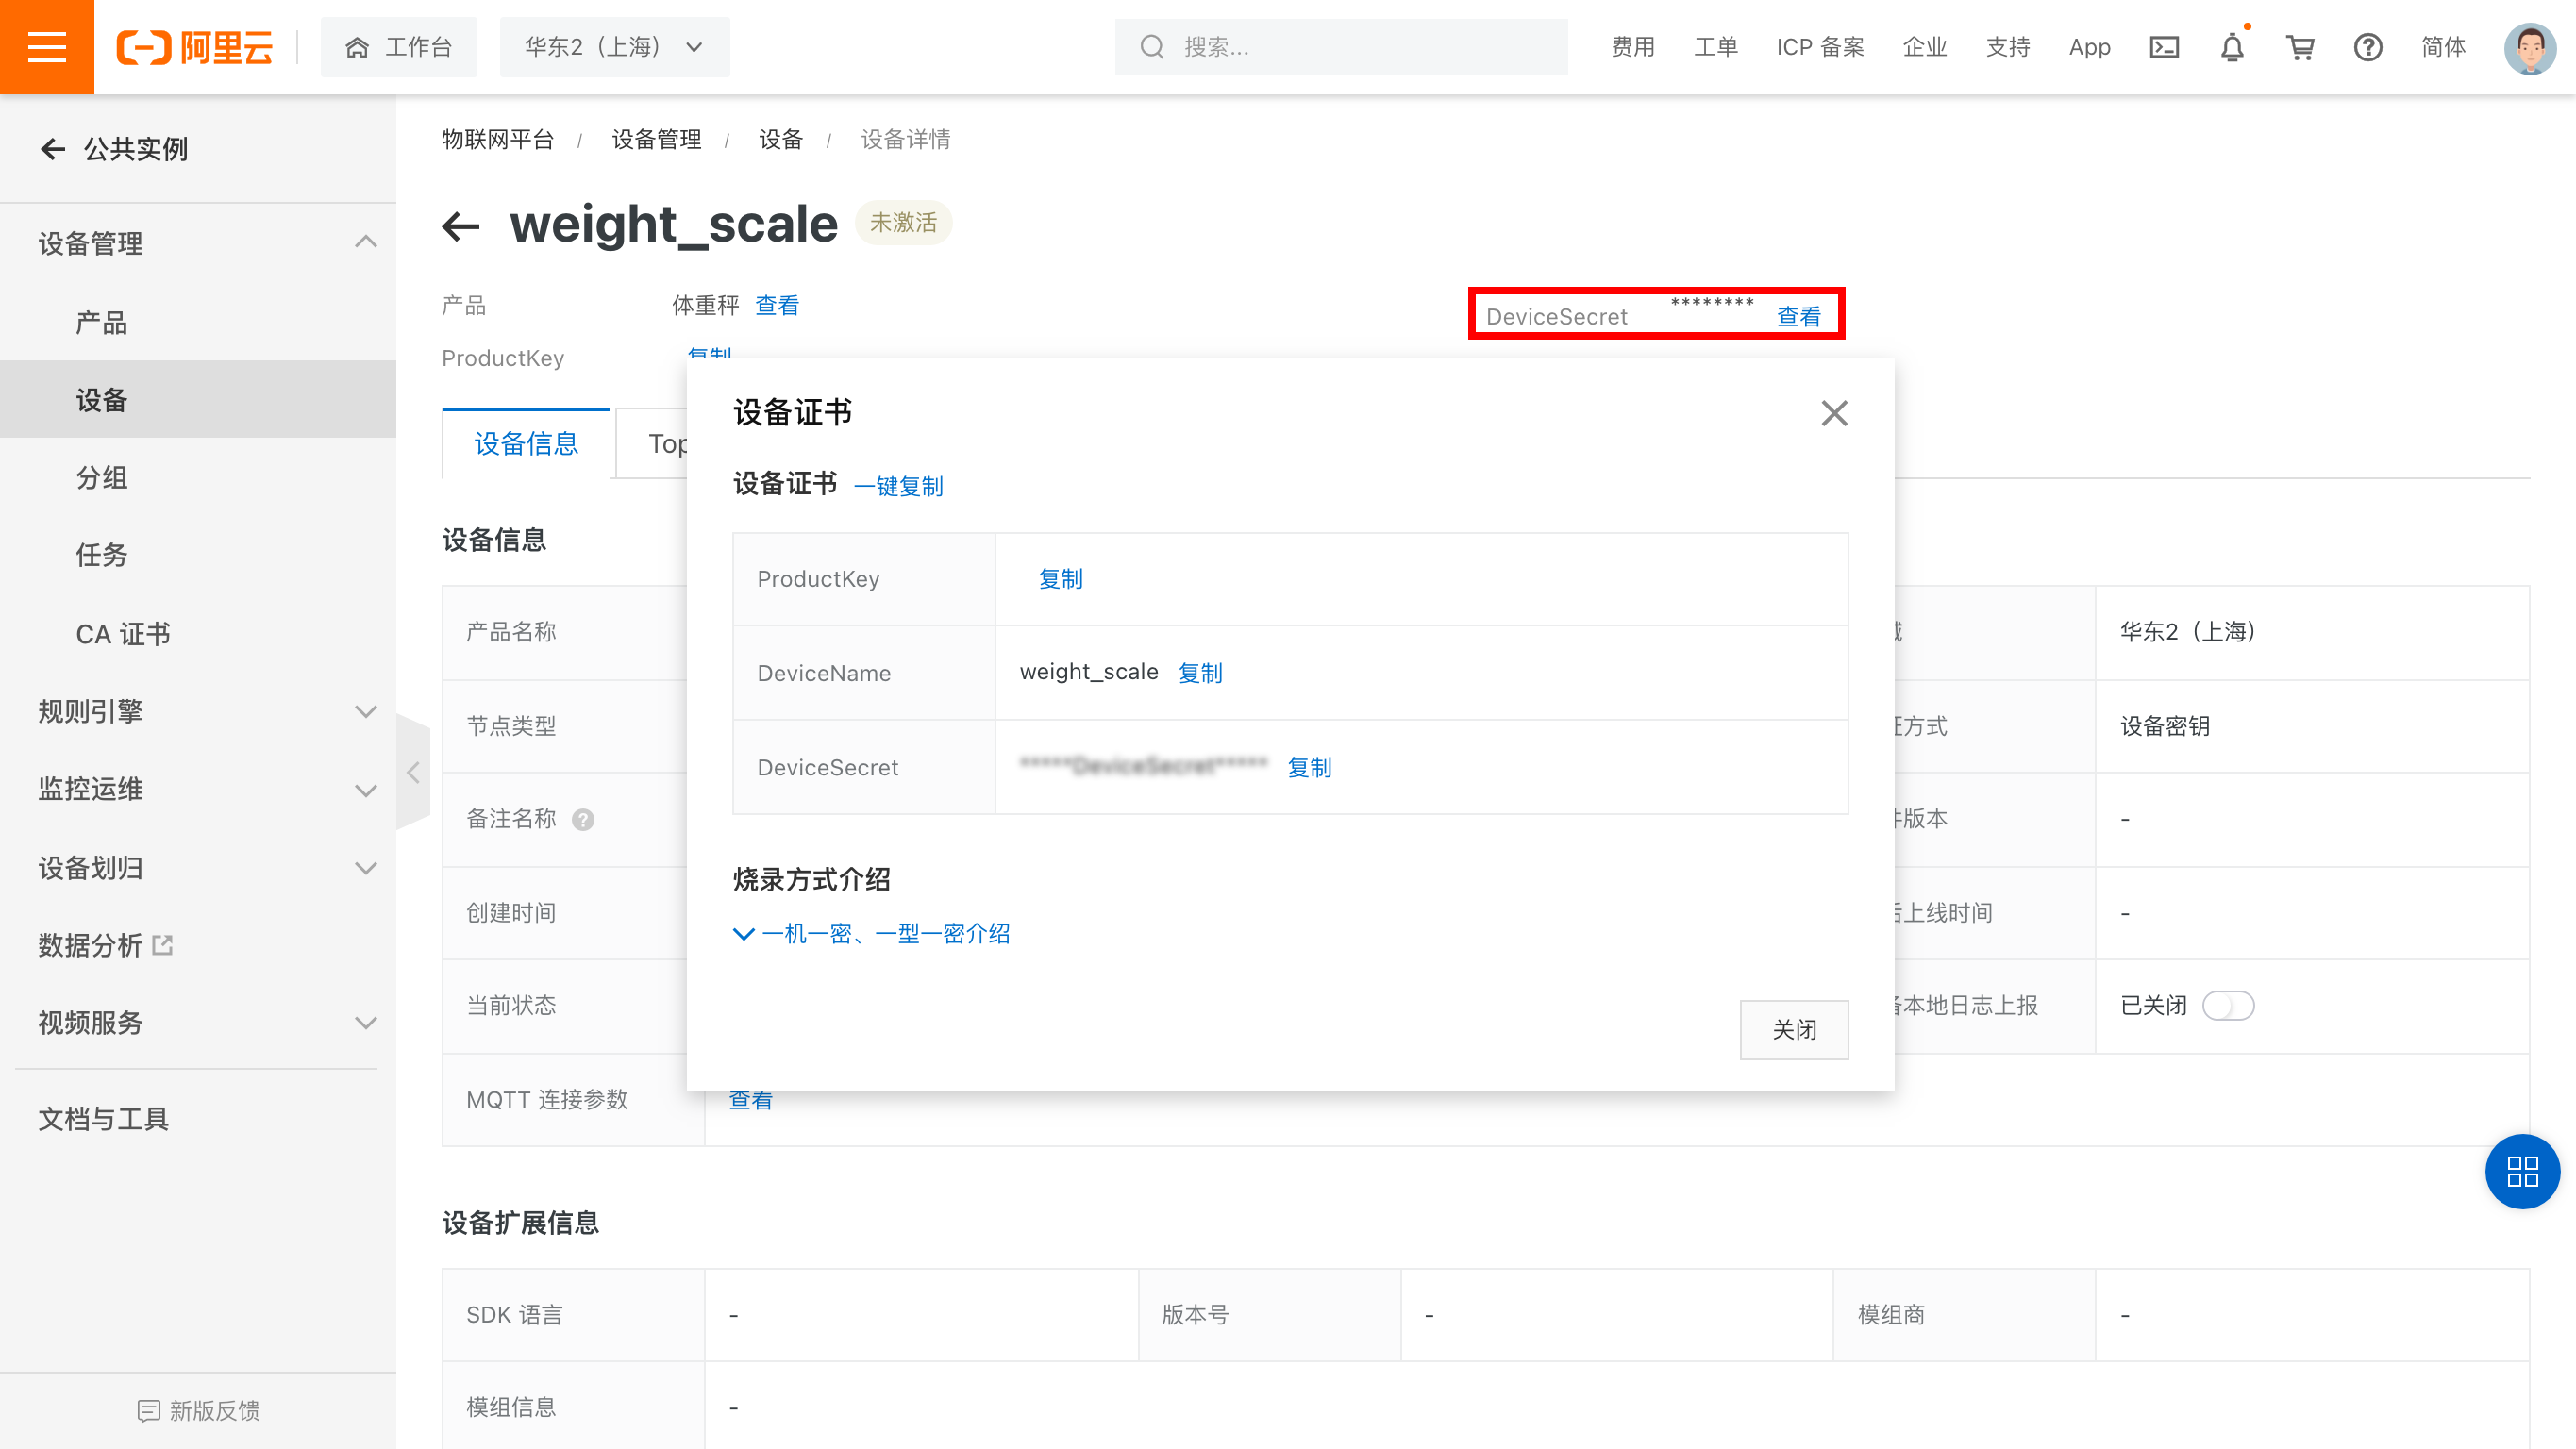 阿里云 工作台 华东2（上海） 搜索... 费用 工单 ICP 备案 企业 支持 App 简体
公共实例
设备管理
产品
设备
分组
任务
CA 证书
规则引擎
监控运维
设备划归
数据分析
视频服务
文档与工具
新版反馈
物联网平台 / 设备管理 / 设备 / 设备详情
weight_scale 未激活
产品 体重秤 查看 DeviceSecret ******** 查看
ProductKey 复制
设备信息 Top
设备证书
设备证书 一键复制
ProductKey 复制
DeviceName weight_scale 复制
DeviceSecret *****DeviceSecret***** 复制
烧录方式介绍
一机一密、一型一密介绍
关闭
设备信息
产品名称 华东2（上海）
节点类型 方式 设备密钥
备注名称 版本 -
创建时间 上线时间 -
当前状态 本地日志上报 已关闭
MQTT 连接参数 查看
设备扩展信息
SDK 语言 - 版本号 - 模组商 -
模组信息 -